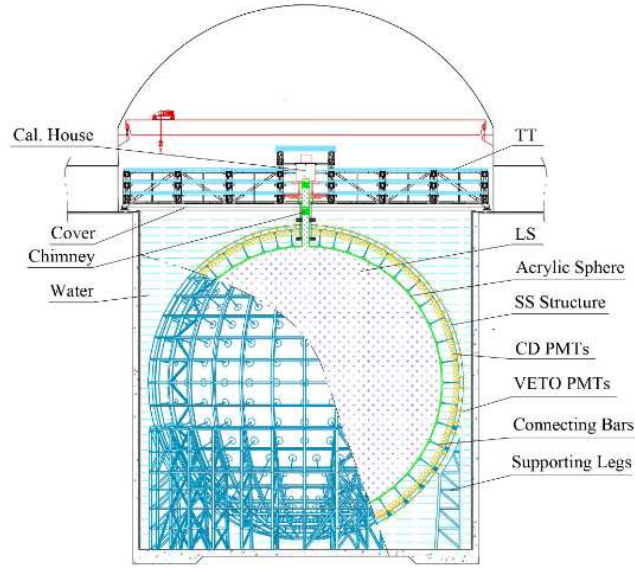 Cal. House
TT
Cover
Chimney
Water
LS
Acrylic Sphere
SS Structure
CD PMTs
VETO PMTs
Connecting Bars
Supporting Legs